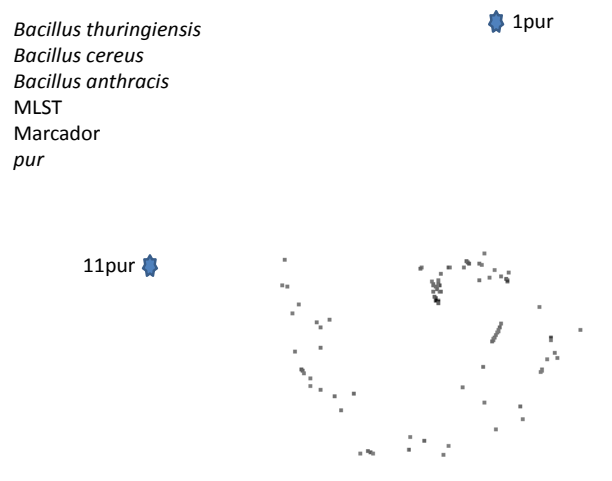 Bacillus thuringiensis
Bacillus cereus
Bacillus anthracis
MLST
Marcador
pur
1pur
11pur